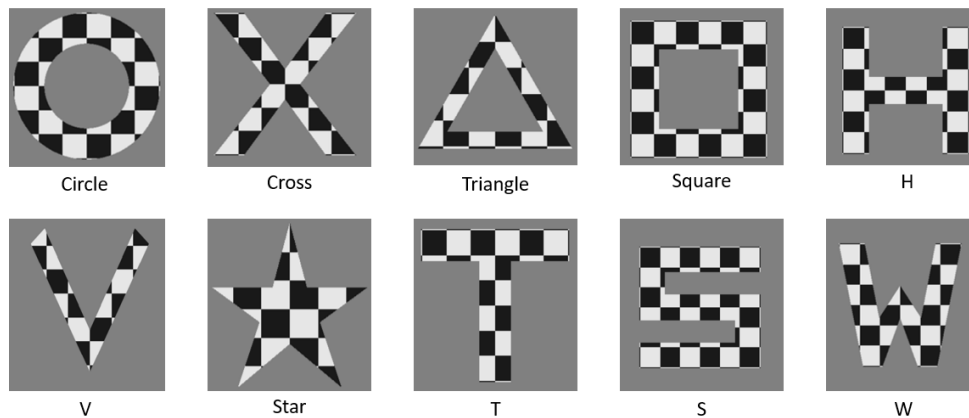 Circle
Cross
Triangle
Square
H
V
Star
T
S
W